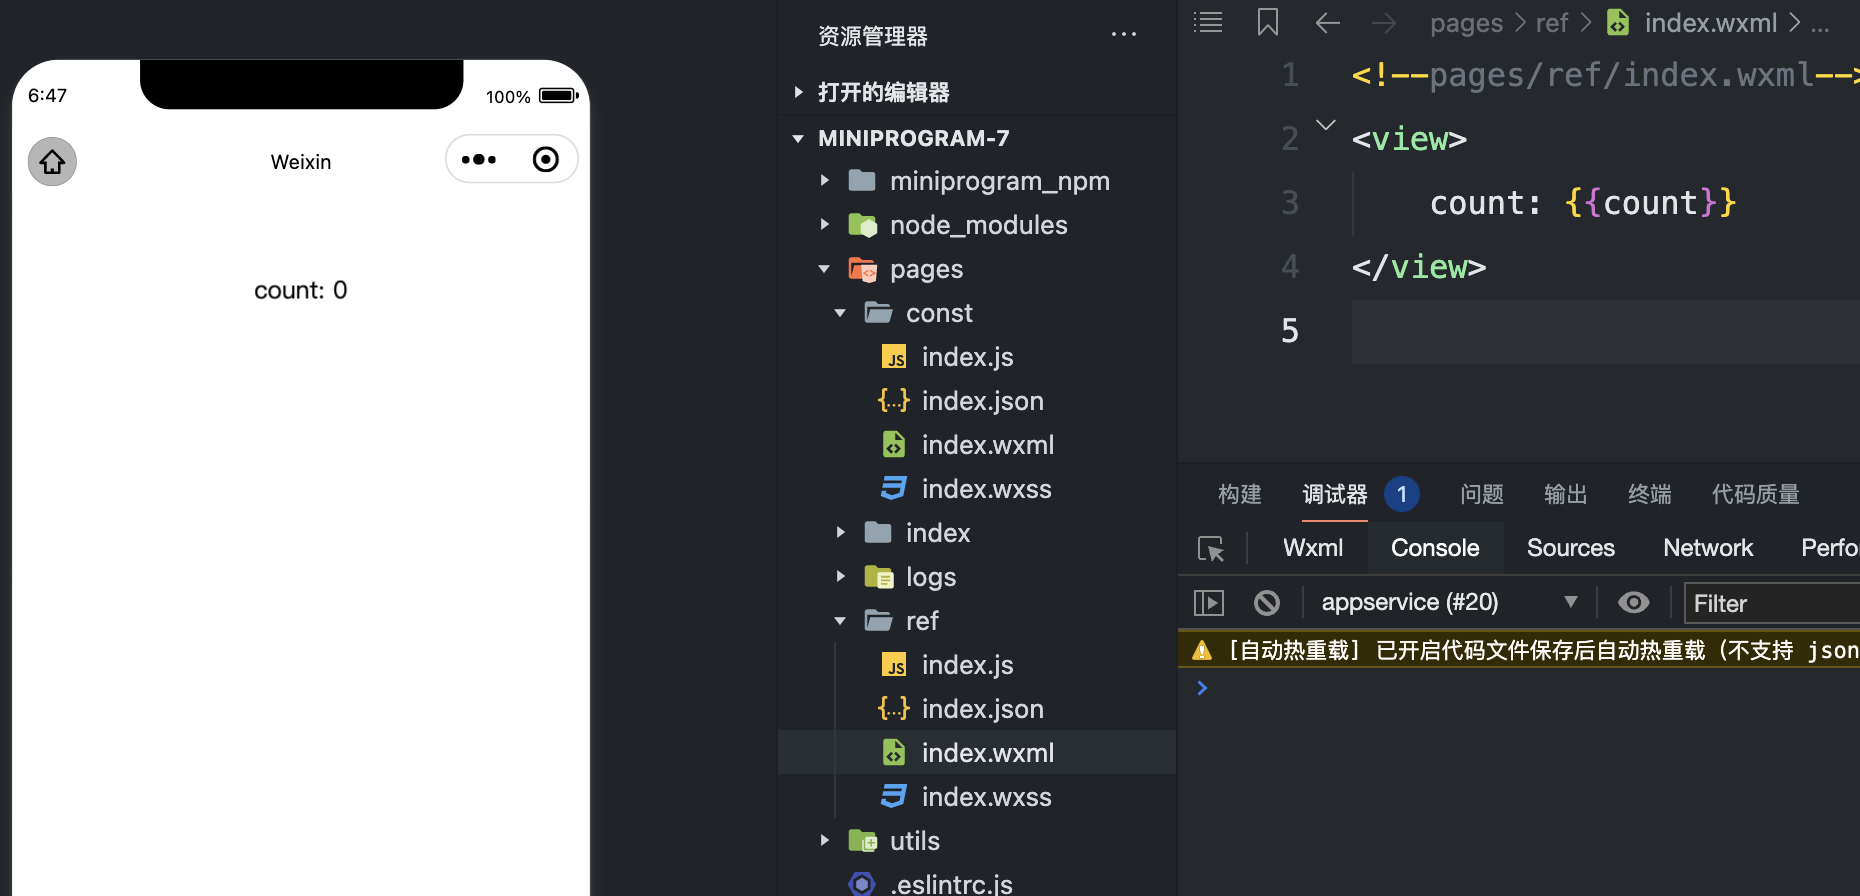 6:47
100%
Weixin
count: 0
资源管理器
打开的编辑器
MINIPROGRAM-7
miniprogram_npm
node_modules
pages
const
index.js
index.json
index.wxml
index.wxss
index
logs
ref
index.js
index.json
index.wxml
index.wxss
utils
.eslintrc.js
pages > ref > index.wxml > ...
1 <!--pages/ref/index.wxml-->
2 <view>
3 count: {{count}}
4 </view>
5
构建 调试器 1 问题 输出 终端 代码质量
Wxml Console Sources Network Perfo
appservice (#20) Filter
[自动热重载] 已开启代码文件保存后自动热重载（不支持 json